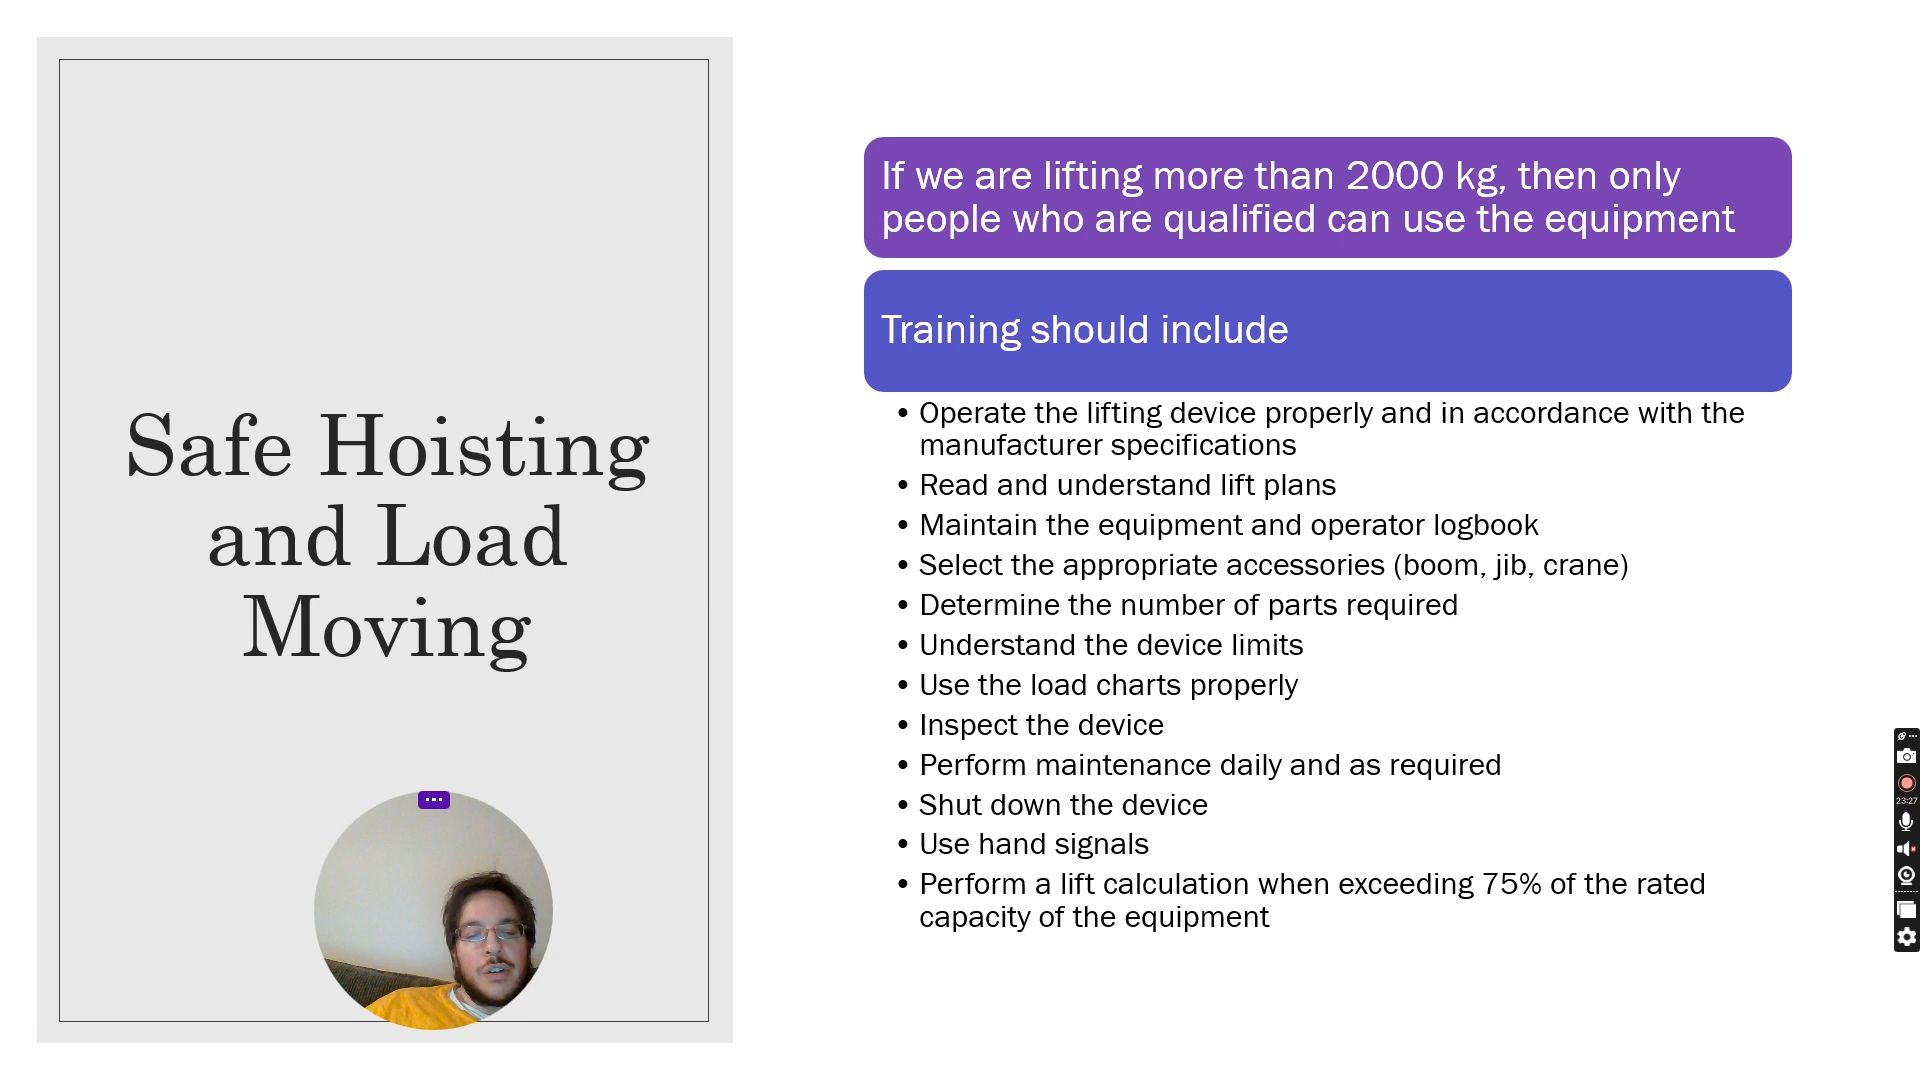 Safe Hoisting
and Load
Moving
If we are lifting more than 2000 kg, then only
people who are qualified can use the equipment
Training should include
• Operate the lifting device properly and in accordance with the
manufacturer specifications
• Read and understand lift plans
• Maintain the equipment and operator logbook
• Select the appropriate accessories (boom, jib, crane)
• Determine the number of parts required
• Understand the device limits
• Use the load charts properly
• Inspect the device
• Perform maintenance daily and as required
• Shut down the device
• Use hand signals
• Perform a lift calculation when exceeding 75% of the rated
capacity of the equipment
23:27